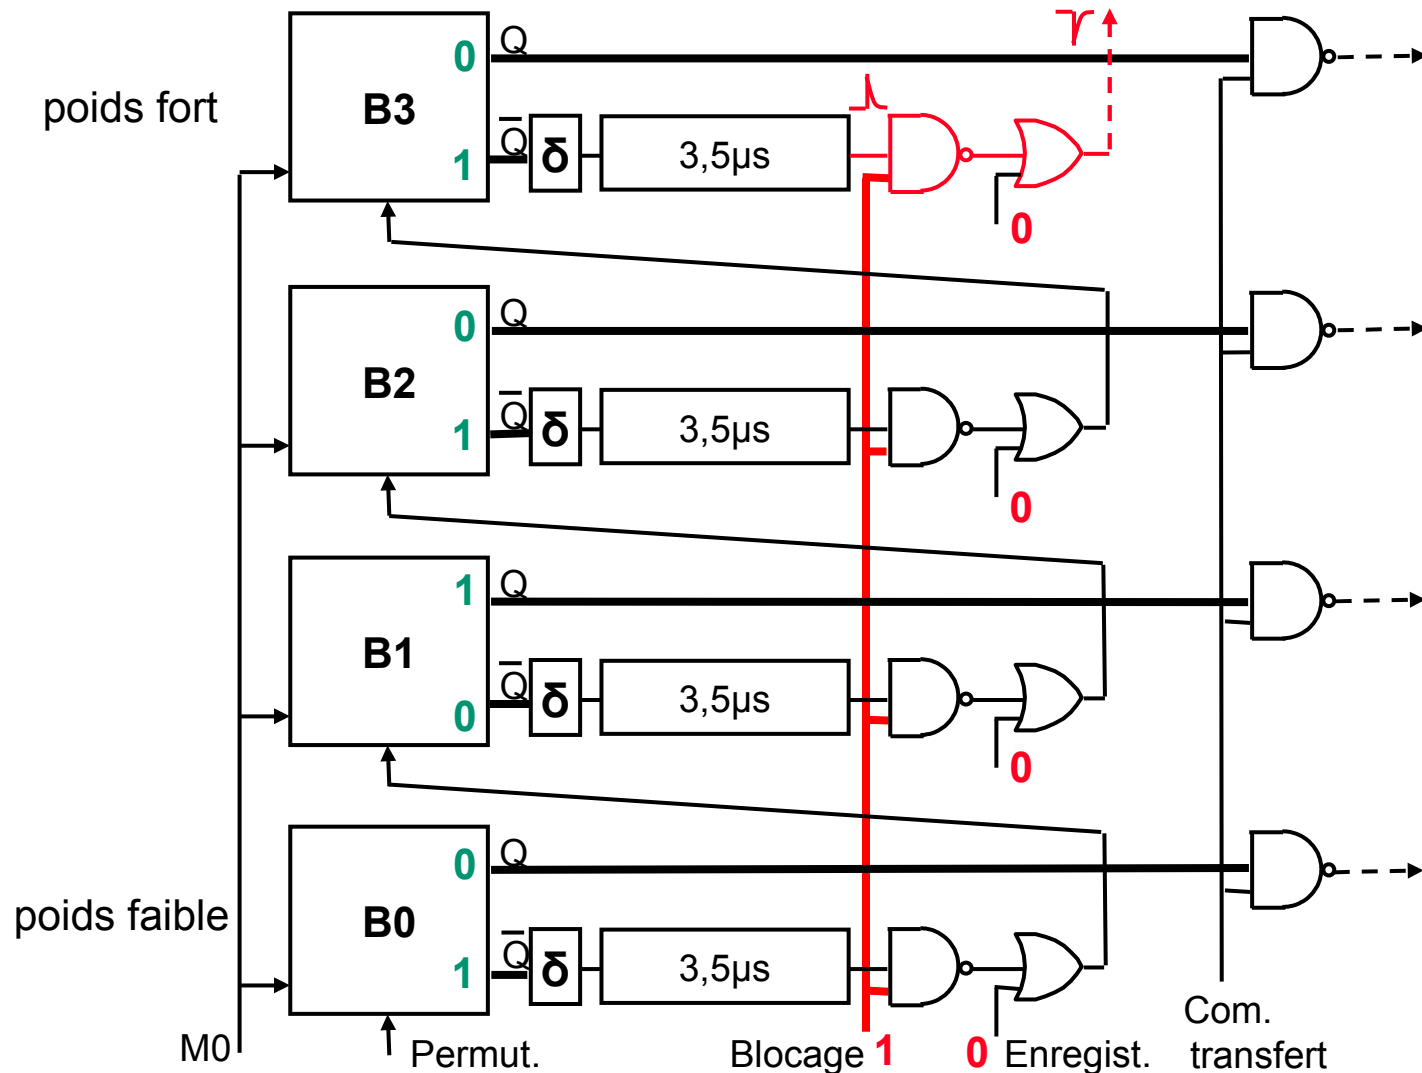 0 Q
poids fort B3
1 Q̅ δ 3,5µs
0
0 Q
B2
1 Q̅ δ 3,5µs
0
1 Q
B1
0 Q̅ δ 3,5µs
0
0 Q
poids faible B0
1 Q̅ δ 3,5µs
M0 Permut. Blocage 1 0 Enregist. Com.
transfert